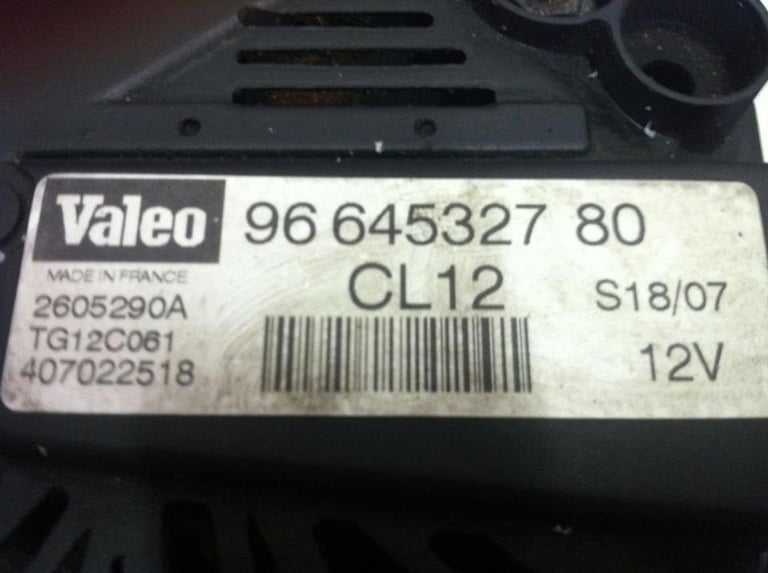 Valeo 96 645327 80
MADE IN FRANCE
CL12
S18/07
2605290A
TG12C061
407022518
12V